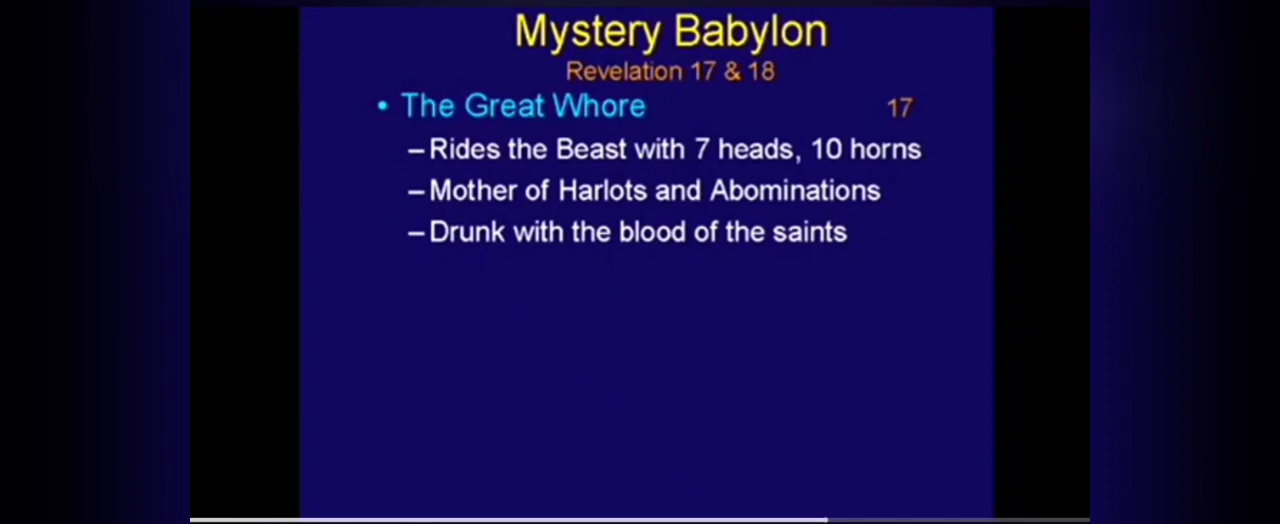 Mystery Babylon
Revelation 17 & 18
• The Great Whore 17
– Rides the Beast with 7 heads, 10 horns
– Mother of Harlots and Abominations
– Drunk with the blood of the saints